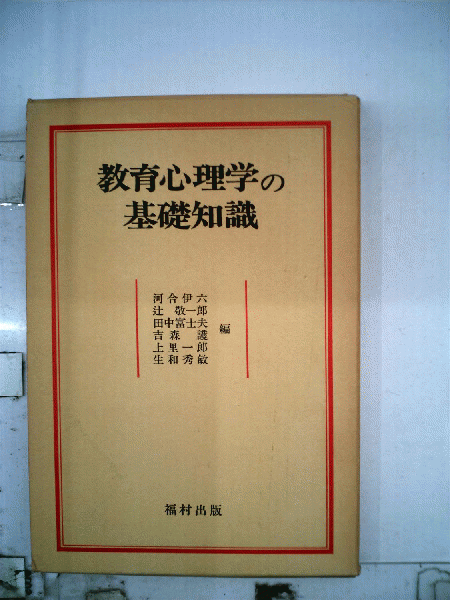 教育心理学の
基礎知識
河合伊六
辻敬一郎
田中富士夫
吉森護
上里一郎
生和秀敏
編
福村出版